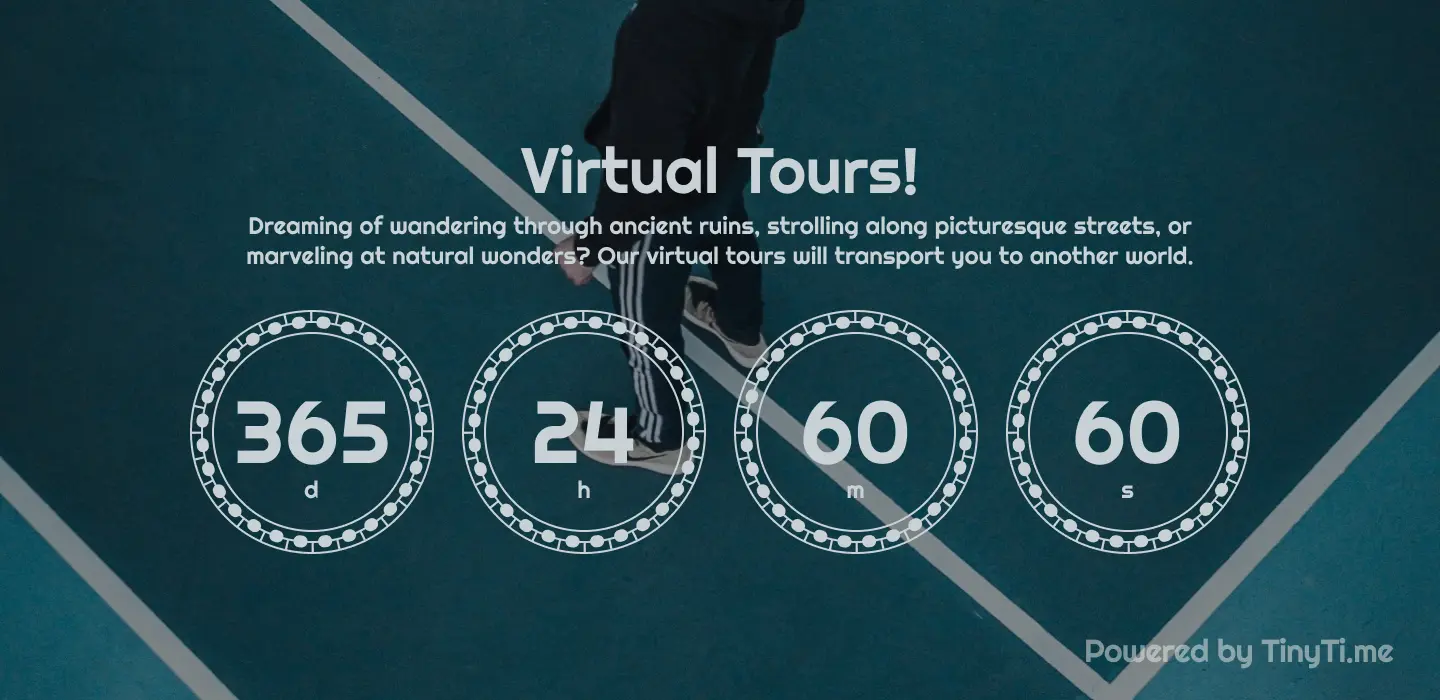 Virtual Tours!
Dreaming of wandering through ancient ruins, strolling along picturesque streets, or
marveling at natural wonders? Our virtual tours will transport you to another world.
365 24 60 60
d h m s
Powered by TinyTi.me